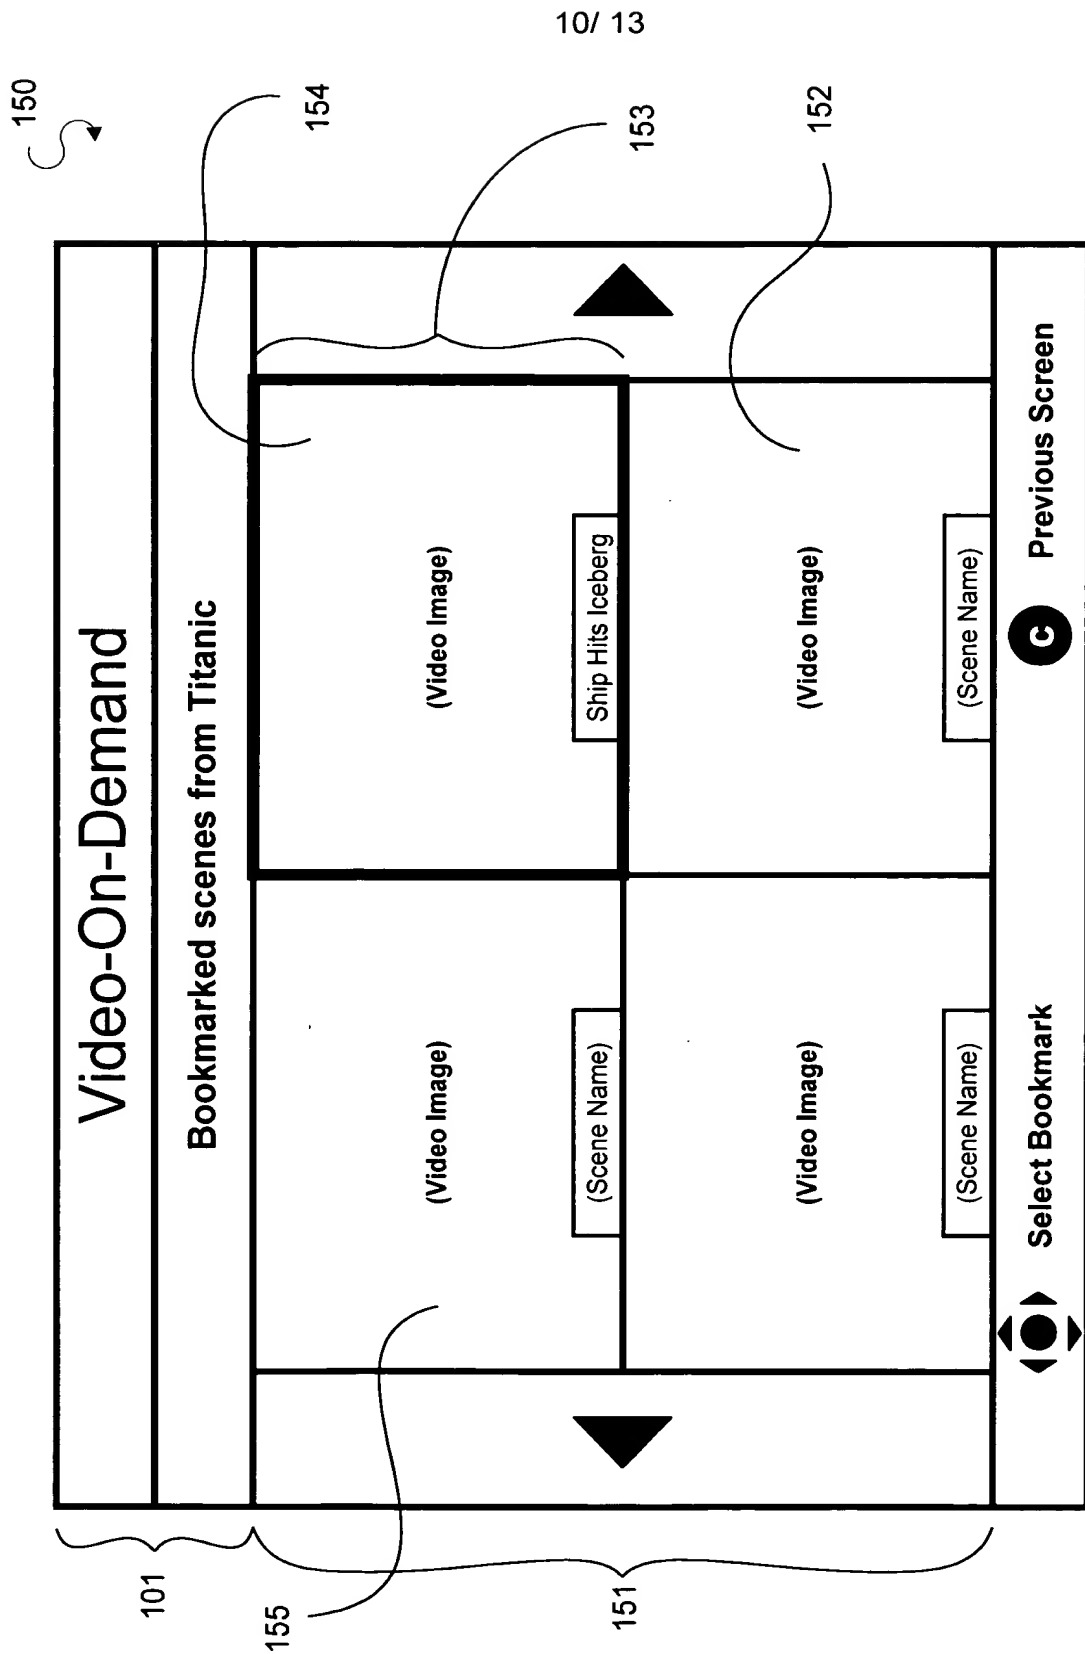 10/ 13
150
Video-On-Demand
101
Bookmarked scenes from Titanic
154
155
(Video Image)
(Video Image)
153
(Scene Name)
Ship Hits Iceberg
151
(Video Image)
(Video Image)
152
(Scene Name)
(Scene Name)
Select Bookmark
C Previous Screen